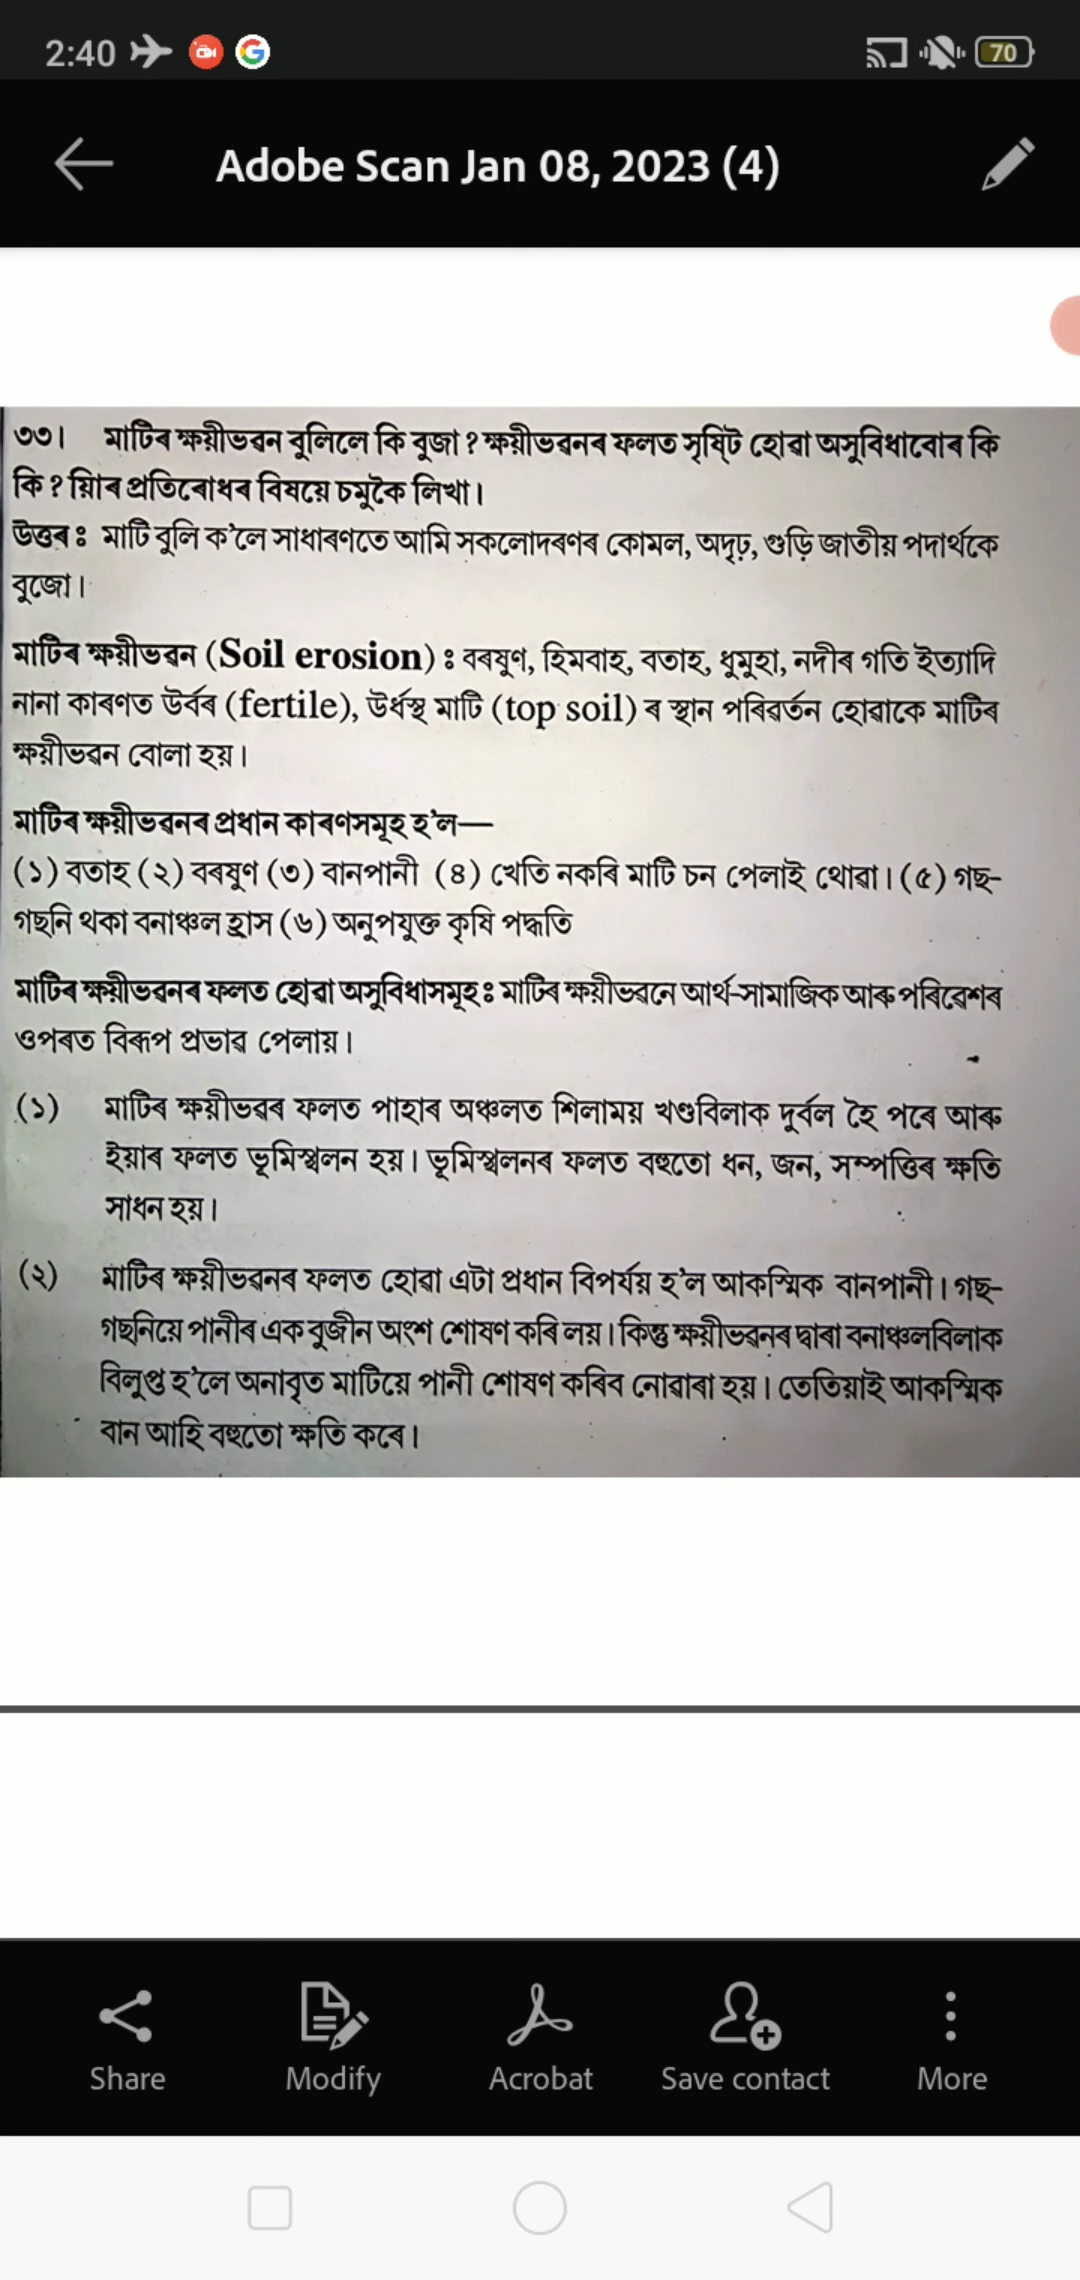 2:40
70
Adobe Scan Jan 08, 2023 (4)
৩৩। মাটিৰ ক্ষয়ীভৱন বুলিলে কি বুজা ? ক্ষয়ীভৱনৰ ফলত সৃষ্টি হোৱা অসুবিধাবোৰ কি
কি ? য়িাৰ প্ৰতিৰোধৰ বিষয়ে চমুকৈ লিখা।
উত্তৰঃ মাটি বুলি ক'লে সাধাৰণতে আমি সকলোদৰণৰ কোমল, অদৃঢ়, গুড়ি জাতীয় পদাৰ্থকে
বুজো।
মাটিৰ ক্ষয়ীভৱন (Soil erosion) ঃ বৰষুণ, হিমবাহ, বতাহ, ধুমুহা, নদীৰ গতি ইত্যাদি
নানা কাৰণত উৰ্বৰ (fertile), উৰ্ধস্থ মাটি (top soil) ৰ স্থান পৰিৱৰ্তন হোৱাকে মাটিৰ
ক্ষয়ীভৱন বোলা হয়।
মাটিৰ ক্ষয়ীভৱনৰ প্ৰধান কাৰণসমূহ হ'ল—
(১) বতাহ (২) বৰষুণ (৩) বানপানী (৪) খেতি নকৰি মাটি চন পেলাই থোৱা। (৫) গছ-
গছনি থকা বনাঞ্চল হ্ৰাস (৬) অনুপযুক্ত কৃষি পদ্ধতি
মাটিৰ ক্ষয়ীভৱনৰ ফলত হোৱা অসুবিধাসমূহঃ মাটিৰ ক্ষয়ীভৱনে আৰ্থ-সামাজিক আৰু পৰিৱেশৰ
ওপৰত বিৰূপ প্ৰভাৱ পেলায়।
(১) মাটিৰ ক্ষয়ীভৱৰ ফলত পাহাৰ অঞ্চলত শিলাময় খণ্ডবিলাক দুৰ্বল হৈ পৰে আৰু
ইয়াৰ ফলত ভূমিস্খলন হয়। ভূমিস্খলনৰ ফলত বহুতো ধন, জন, সম্পত্তিৰ ক্ষতি
সাধন হয়।
(২) মাটিৰ ক্ষয়ীভৱনৰ ফলত হোৱা এটা প্ৰধান বিপৰ্যয় হ'ল আকস্মিক বানপানী। গছ-
গছনিয়ে পানীৰ এক বুজীন অংশ শোষণ কৰি লয়। কিন্তু ক্ষয়ীভৱনৰ দ্বাৰা বনাঞ্চলবিলাক
বিলুপ্ত হ'লে অনাবৃত মাটিয়ে পানী শোষণ কৰিব নোৱাৰা হয়। তেতিয়াই আকস্মিক
বান আহি বহুতো ক্ষতি কৰে।
Share Modify Acrobat Save contact More